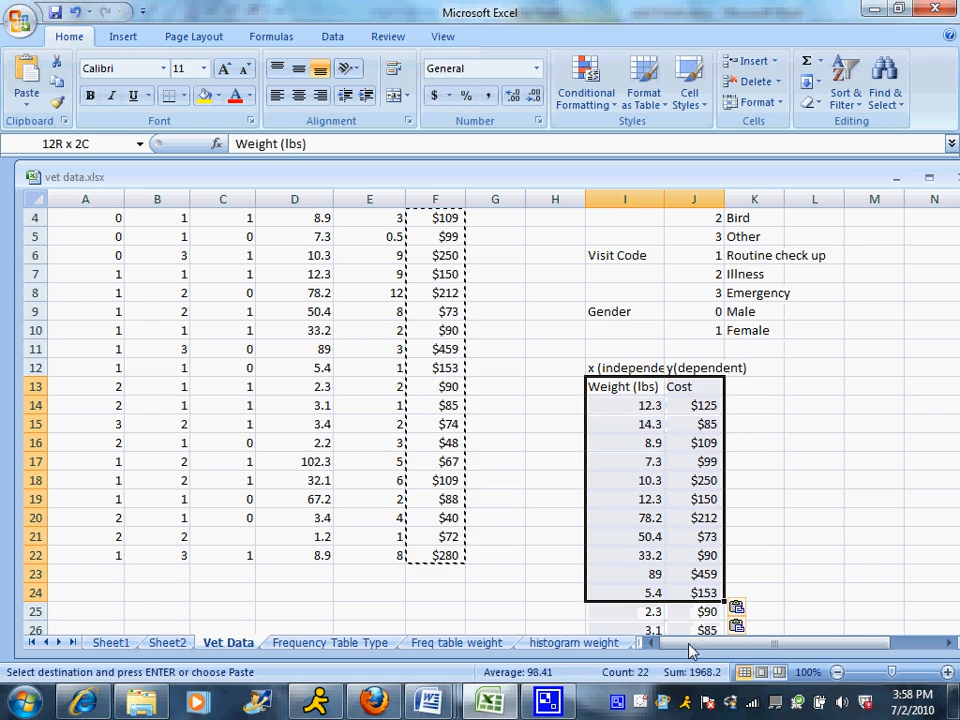 Microsoft Excel
Home Insert Page Layout Formulas Data Review View
Calibri 11 General
Paste
B I U
$ % ,
Conditional Formatting
Format as Table
Cell Styles
Insert
Delete
Format
Sort & Filter
Find & Select
Clipboard Font Alignment Number Styles Cells Editing
12R x 2C fx Weight (lbs)
vet data.xlsx
A B C D E F G H I J K L M N
4 0 1 1 8.9 3 $109 2 Bird
5 0 1 0 7.3 0.5 $99 3 Other
6 0 3 1 10.3 9 $250 Visit Code 1 Routine check up
7 1 1 1 12.3 9 $150 2 Illness
8 1 2 0 78.2 12 $212 3 Emergency
9 1 2 1 50.4 8 $73 Gender 0 Male
10 1 1 1 33.2 2 $90 1 Female
11 1 3 0 89 3 $459
12 1 1 0 5.4 1 $153 x (independe y(dependent)
13 2 1 1 2.3 2 $90 Weight (lbs) Cost
14 2 1 1 3.1 1 $85 12.3 $125
15 3 2 1 3.4 2 $74 14.3 $85
16 2 1 0 2.2 3 $48 8.9 $109
17 1 2 1 102.3 5 $67 7.3 $99
18 1 2 1 32.1 6 $109 10.3 $250
19 1 1 0 67.2 2 $88 12.3 $150
20 2 1 0 3.4 4 $40 78.2 $212
21 2 2 1.2 1 $72 50.4 $73
22 1 3 1 8.9 8 $280 33.2 $90
23 89 $459
24 5.4 $153
25 2.3 $90
26 3.1 $85
Sheet1 Sheet2 Vet Data Frequency Table Type Freq table weight histogram weight
Select destination and press ENTER or choose Paste Average: 98.41 Count: 22 Sum: 1968.2 100%
3:58 PM
7/2/2010